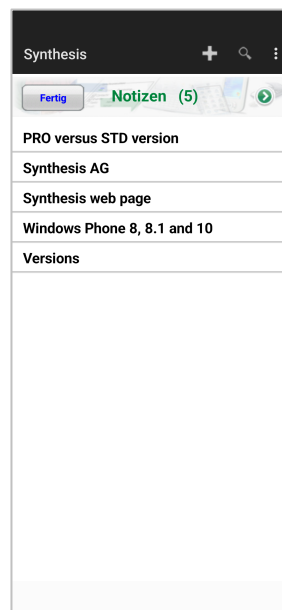 Synthesis
Fertig Notizen (5)
PRO versus STD version
Synthesis AG
Synthesis web page
Windows Phone 8, 8.1 and 10
Versions